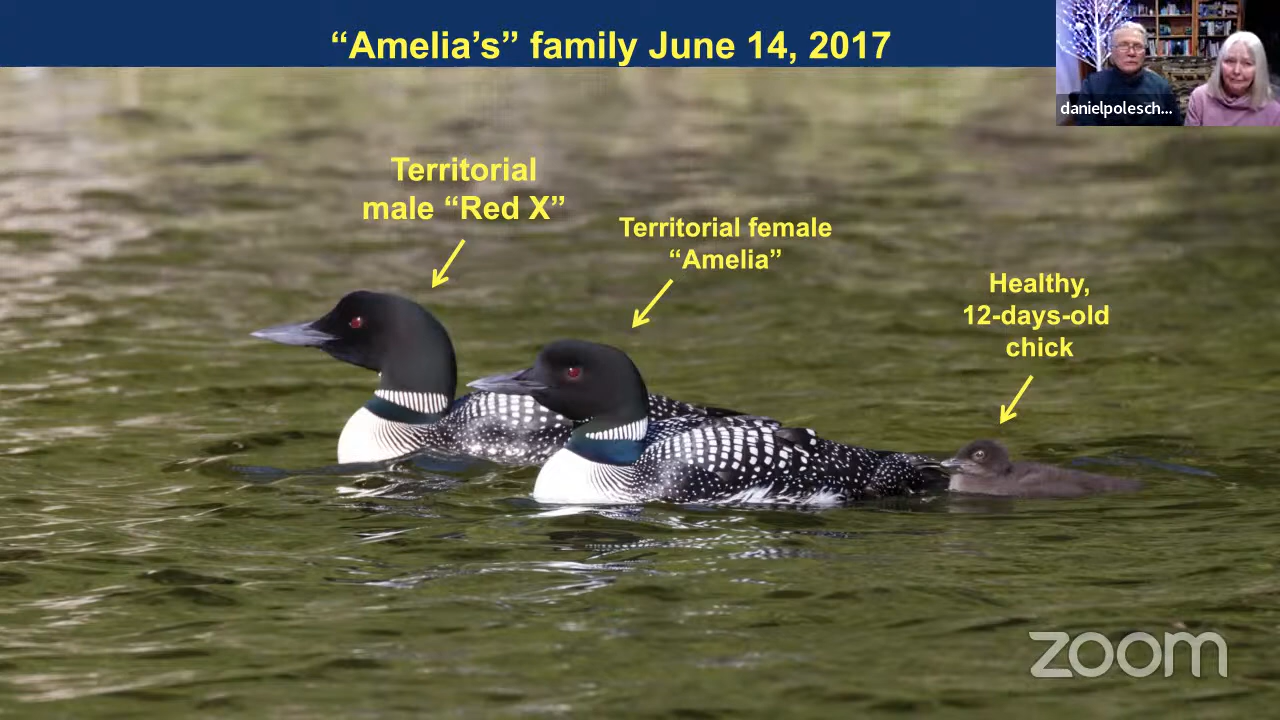 “Amelia’s” family June 14, 2017
danielpolesch...
Territorial
male “Red X”
Territorial female
“Amelia”
Healthy,
12-days-old
chick
zoom